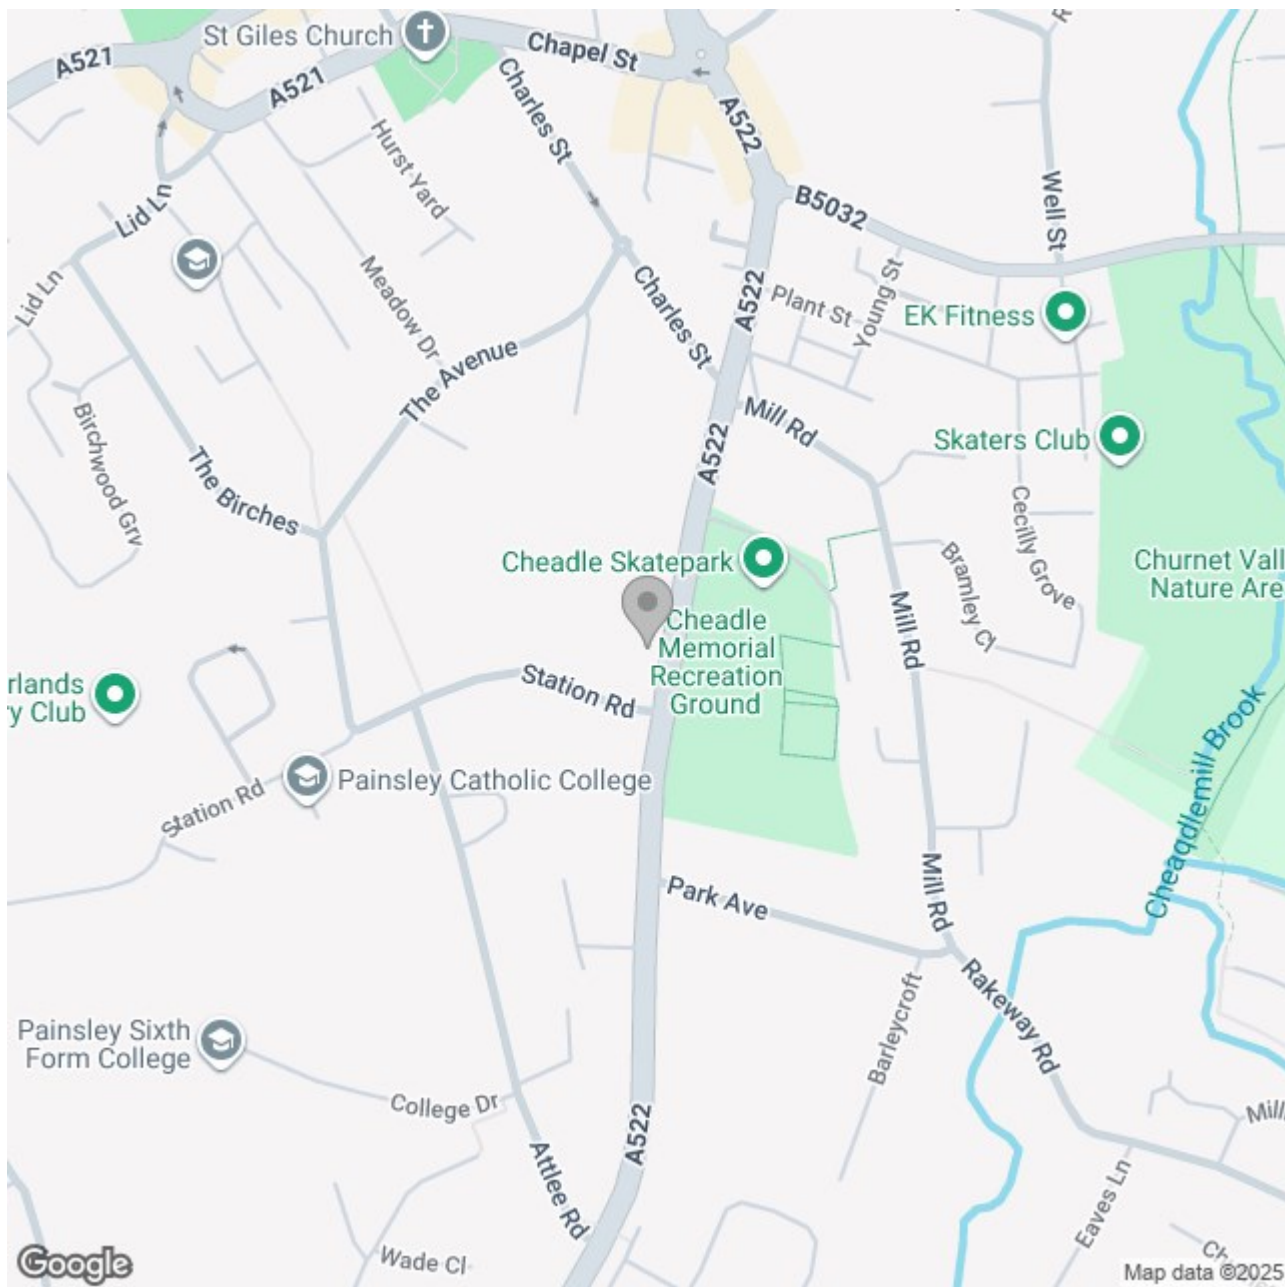 St Giles Church
A521
A521
Chapel St
Charles St
A522
Hurst Yard
Lid Ln
B5032
Well St
Lid Ln
Meadow Dr
Charles St
A522
Plant St
Young St
EK Fitness
The Avenue
Birchwood Grv
The Birches
A522
Mill Rd
Skaters Club
Cecilly Grove
Cheadle Skatepark
Churnet Vall
Nature Are
Bramley Cl
Mill Rd
Cheadle
Memorial
Recreation
Ground
rlands
ry Club
Station Rd
Painsley Catholic College
Station Rd
Cheaqdlemill Brook
Park Ave
Mill Rd
Rakeway Rd
Barleycroft
Painsley Sixth
Form College
College Dr
A522
Attlee Rd
Mill
Eaves Ln
Wade Cl
Google
Map data ©2025